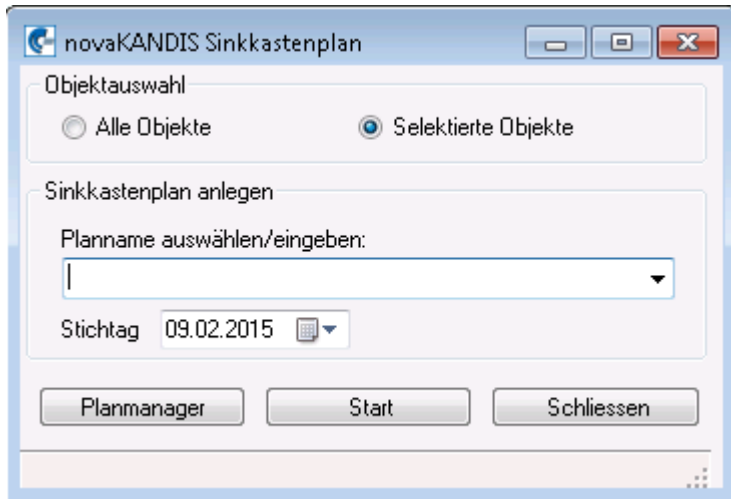 novaKANDIS Sinkkastenplan
Objektauswahl
Alle Objekte Selektierte Objekte
Sinkkastenplan anlegen
Planname auswählen/eingeben:
Stichtag 09.02.2015
Planmanager Start Schliessen